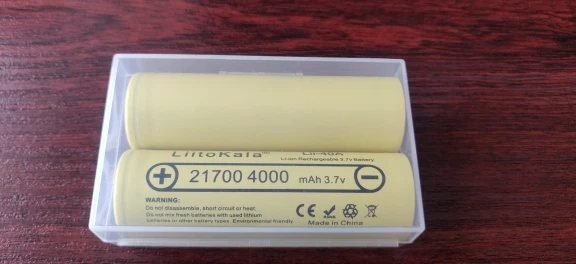 LiitoKala Lii-40A
Li-ion Rechargeable 3.7v Battery
+ 21700 4000 mAh 3.7v −
WARNING:
Do not disassemble, short circuit or heat.
Do not mix fresh batteries with used lithium
batteries or other battery types. Environmental friendly.
CE
Made in China